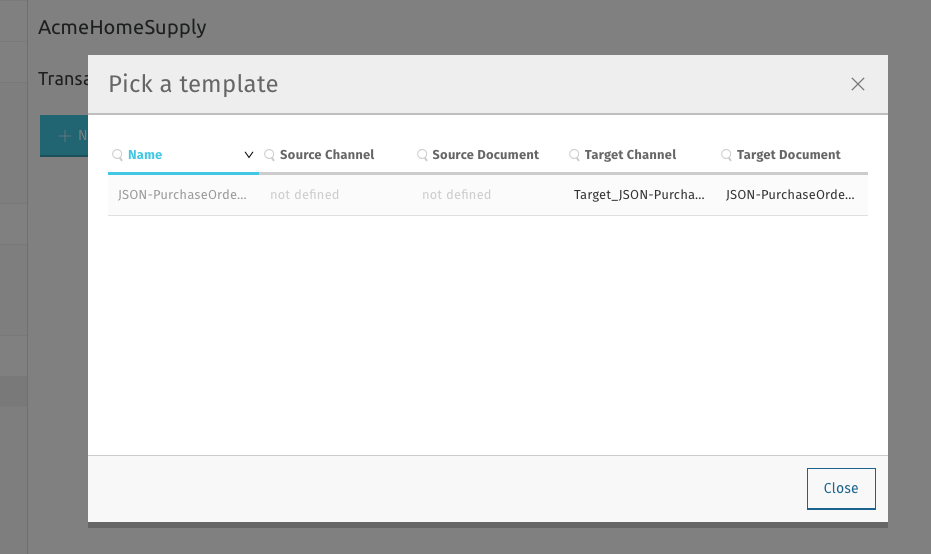 AcmeHomeSupply
Pick a template
Name Source Channel Source Document Target Channel Target Document
JSON-PurchaseOrde... not defined not defined Target_JSON-Purcha... JSON-PurchaseOrde...
Close